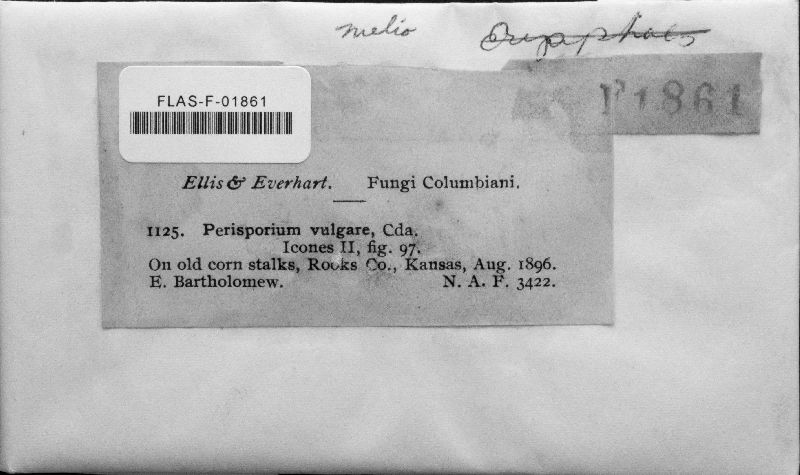 melio
FLAS-F-01861
F1861
Ellis & Everhart. Fungi Columbiani.
1125. Perisporium vulgare, Cda.
Icones II, fig. 97.
On old corn stalks, Rooks Co., Kansas, Aug. 1896.
E. Bartholomew. N. A. F. 3422.